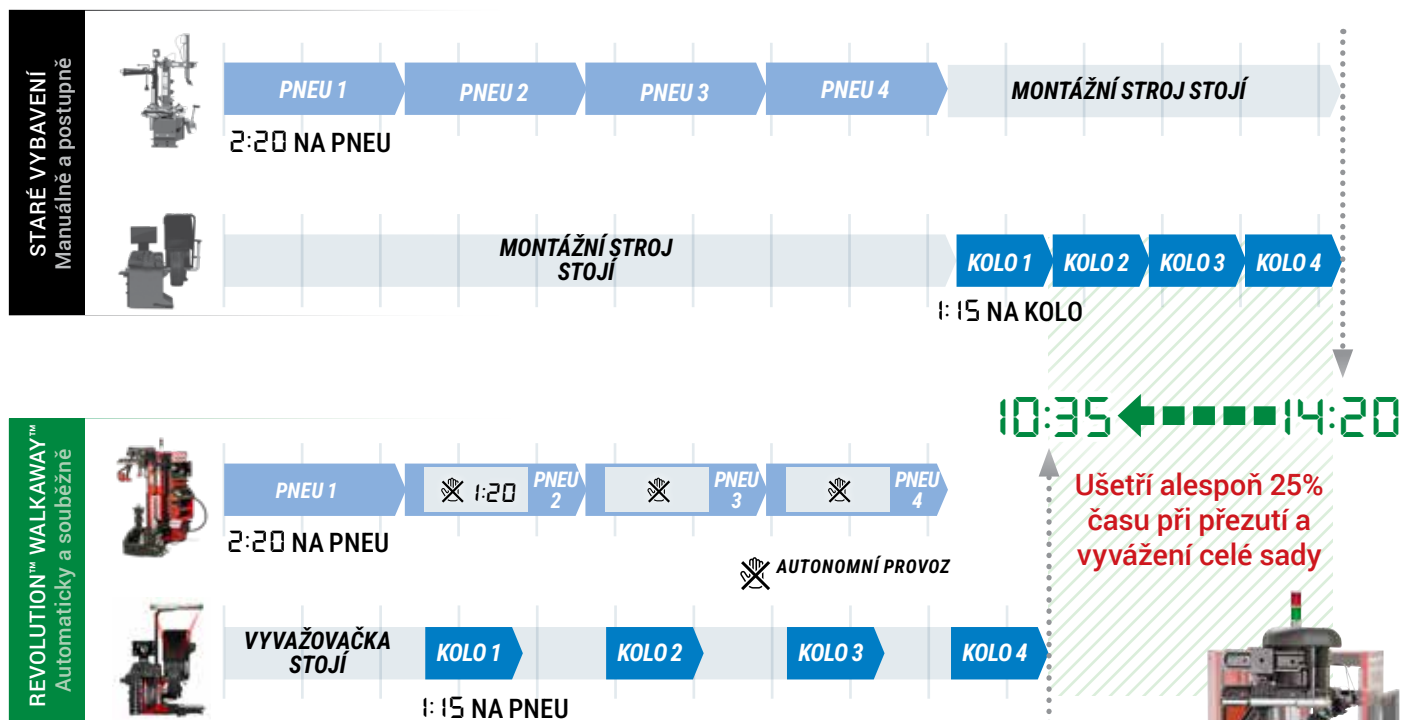 STARÉ VYBAVENÍ
Manuálně a postupně
PNEU 1
PNEU 2
PNEU 3
PNEU 4
MONTÁŽNÍ STROJ STOJÍ
2:20 NA PNEU
MONTÁŽNÍ STROJ
STOJÍ
KOLO 1
KOLO 2
KOLO 3
KOLO 4
1:15 NA KOLO
10:35
14:20
REVOLUTION™ WALKAWAY™
Automaticky a souběžně
PNEU 1
1:20
PNEU
2
PNEU
3
PNEU
4
2:20 NA PNEU
AUTONOMNÍ PROVOZ
Ušetří alespoň 25%
času při přezutí a
vyvážení celé sady
VYVAŽOVAČKA
STOJÍ
KOLO 1
KOLO 2
KOLO 3
KOLO 4
1:15 NA PNEU